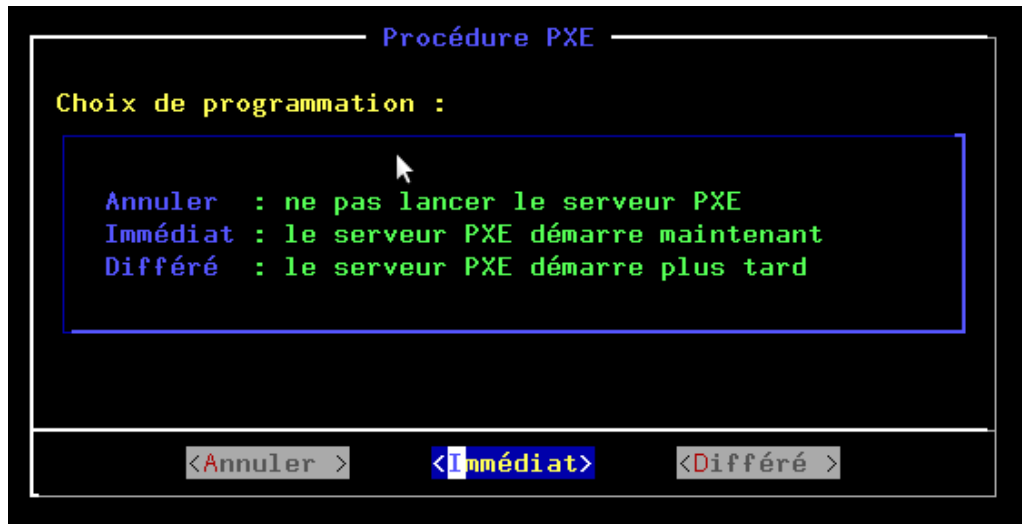 Procédure PXE
Choix de programmation :
Annuler : ne pas lancer le serveur PXE
Immédiat : le serveur PXE démarre maintenant
Différé : le serveur PXE démarre plus tard
<Annuler > <Immédiat> <Différé >